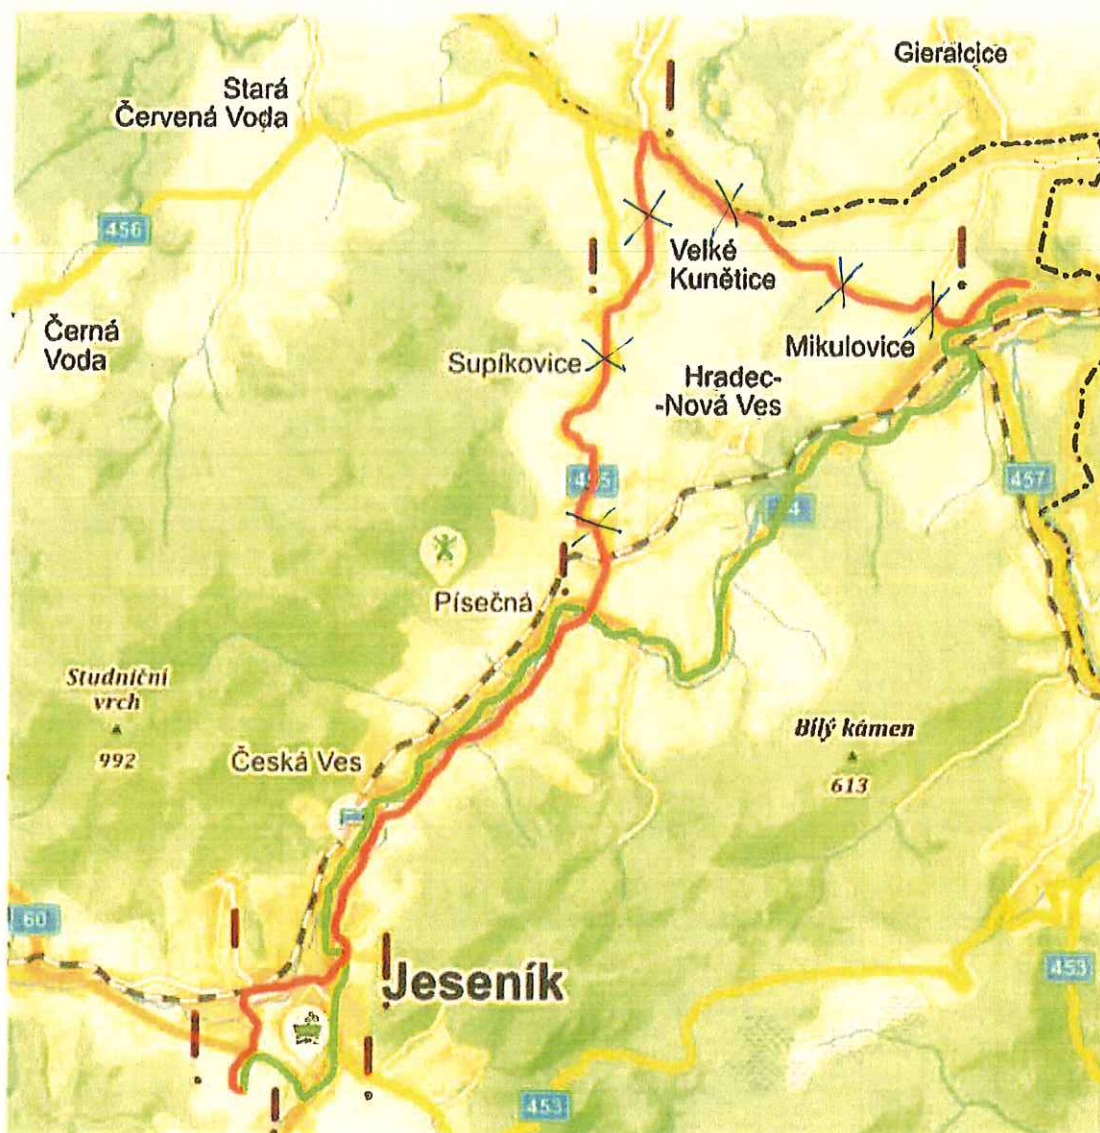 Gierałcice
Stará
Červená Voda
456
Velké
Kunětice
Černá
Voda
Supíkovice
Mikulovice
Hradec-
-Nová Ves
457
Písečná
Studniční
vrch
992
Bílý kámen
613
Česká Ves
60
Jeseník
453
453